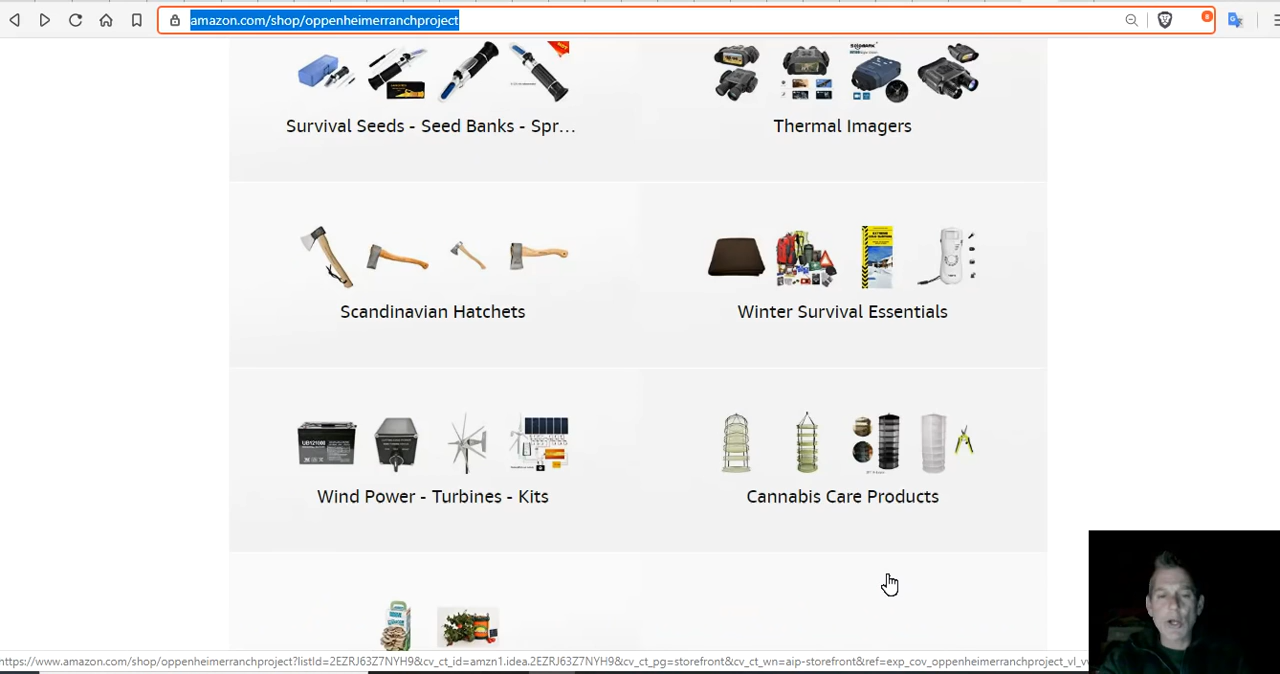 amazon.com/shop/oppenheimerranchproject
Survival Seeds - Seed Banks - Spr...
Thermal Imagers
Scandinavian Hatchets
Winter Survival Essentials
Wind Power - Turbines - Kits
Cannabis Care Products
https://www.amazon.com/shop/oppenheimerranchproject?listId=2EZRJ63Z7NYH9&cv_ct_id=amzn1.idea.2EZRJ63Z7NYH9&cv_ct_pg=storefront&cv_ct_wn=aip-storefront&ref=exp_cov_oppenheimerranchproject_vl_vv